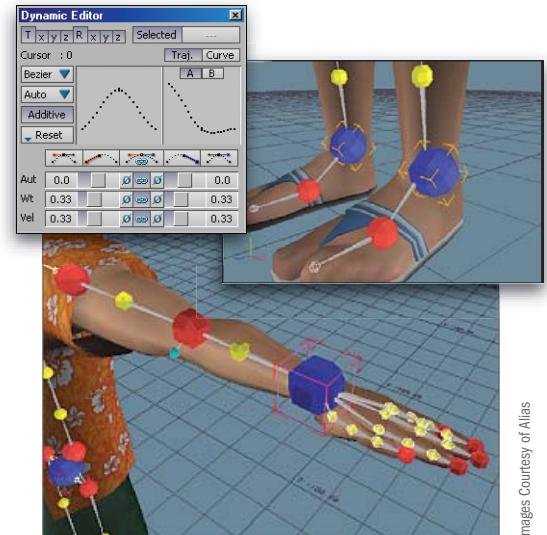 Dynamic Editor
T x y z R x y z Selected ---
Cursor : 0 Traj. Curve
Bezier A B
Auto
Additive
Reset
Aut 0.0 0.0
Wt 0.33 0.33
Vel 0.33 0.33
mages Courtesy of Alias